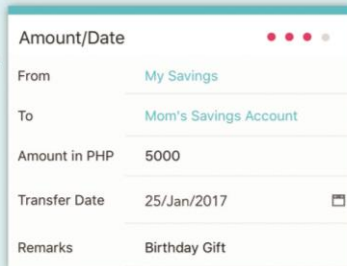 Amount/Date
From My Savings
To Mom's Savings Account
Amount in PHP 5000
Transfer Date 25/Jan/2017
Remarks Birthday Gift